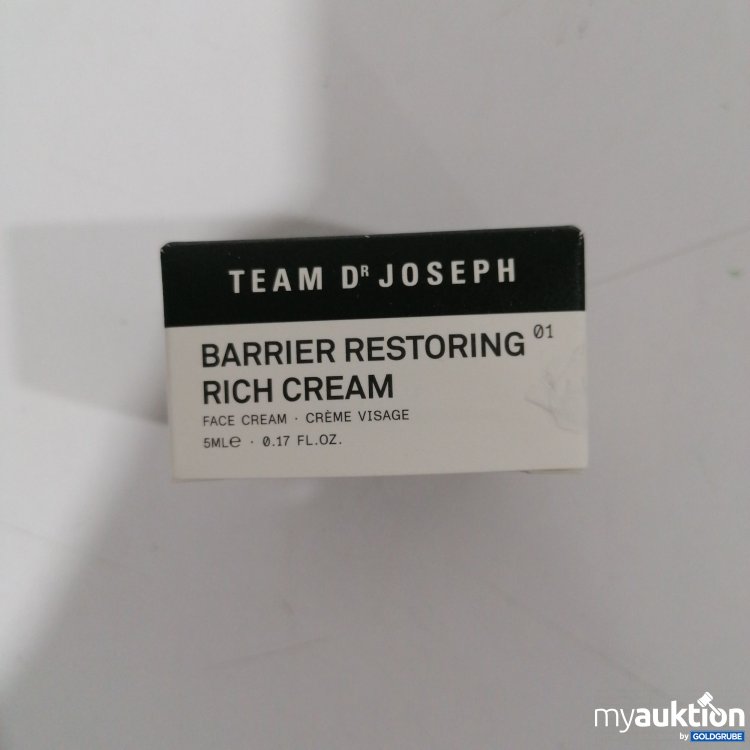 TEAM Dᴿ JOSEPH
BARRIER RESTORING 01
RICH CREAM
FACE CREAM · CRÈME VISAGE
5ML℮ · 0.17 FL.OZ.
myauktion
by GOLDGRUBE